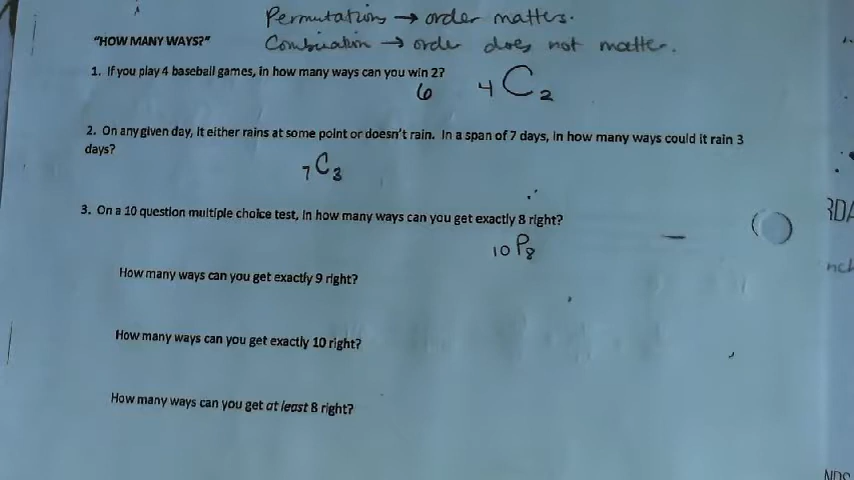 Permutations → order matters.
"HOW MANY WAYS?"
Combination → order does not matter.
1. If you play 4 baseball games, in how many ways can you win 2?
6 4C2
2. On any given day, it either rains at some point or doesn't rain. In a span of 7 days, in how many ways could it rain 3
days?
7C3
3. On a 10 question multiple choice test, in how many ways can you get exactly 8 right?
10P8
How many ways can you get exactly 9 right?
How many ways can you get exactly 10 right?
How many ways can you get at least 8 right?